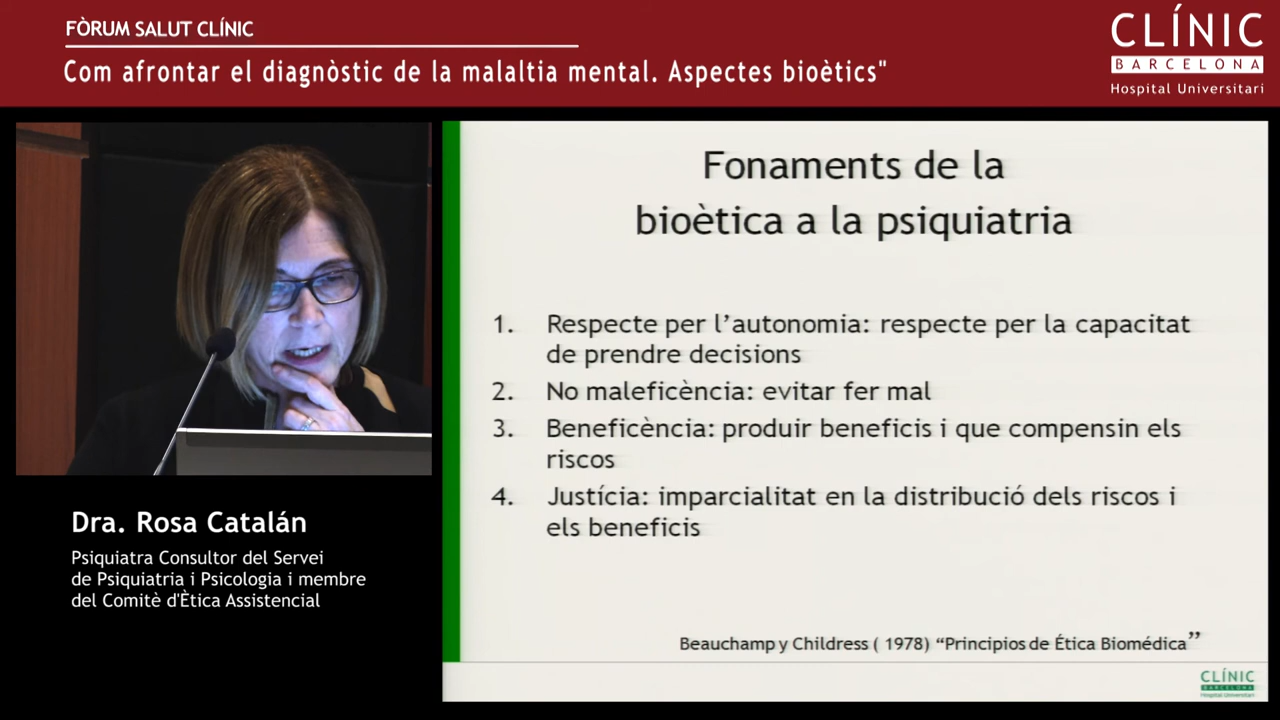 FÒRUM SALUT CLÍNIC
Com afrontar el diagnòstic de la malaltia mental. Aspectes bioètics"
CLÍNIC
BARCELONA
Hospital Universitari
Fonaments de la
bioètica a la psiquiatria
1. Respecte per l’autonomia: respecte per la capacitat
de prendre decisions
2. No maleficència: evitar fer mal
3. Beneficència: produir beneficis i que compensin els
riscos
4. Justícia: imparcialitat en la distribució dels riscos i
els beneficis
Beauchamp y Childress ( 1978) “Principios de Ética Biomédica”
CLÍNIC
BARCELONA
Hospital Universitari
Dra. Rosa Catalán
Psiquiatra Consultor del Servei
de Psiquiatria i Psicologia i membre
del Comitè d'Ètica Assistencial